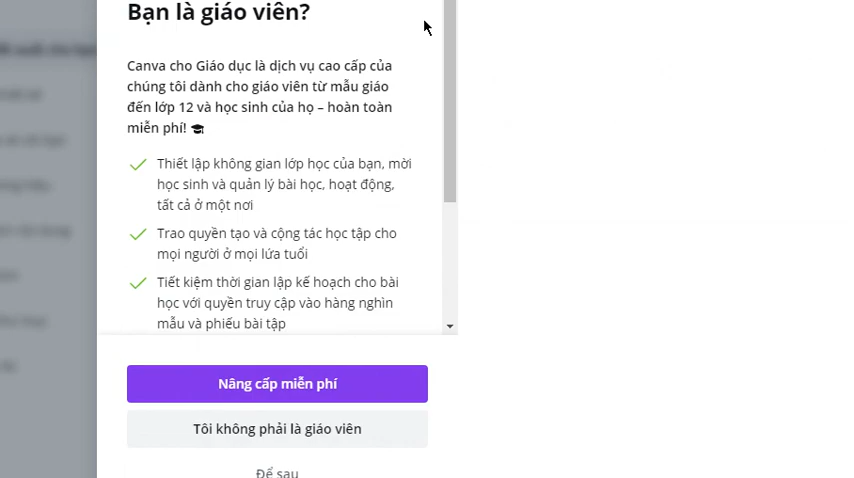 Bạn là giáo viên?
Canva cho Giáo dục là dịch vụ cao cấp của
chúng tôi dành cho giáo viên từ mẫu giáo
đến lớp 12 và học sinh của họ – hoàn toàn
miễn phí! 🎓
Thiết lập không gian lớp học của bạn, mời
học sinh và quản lý bài học, hoạt động,
tất cả ở một nơi
Trao quyền tạo và cộng tác học tập cho
mọi người ở mọi lứa tuổi
Tiết kiệm thời gian lập kế hoạch cho bài
học với quyền truy cập vào hàng nghìn
mẫu và phiếu bài tập
Nâng cấp miễn phí
Tôi không phải là giáo viên
Để sau